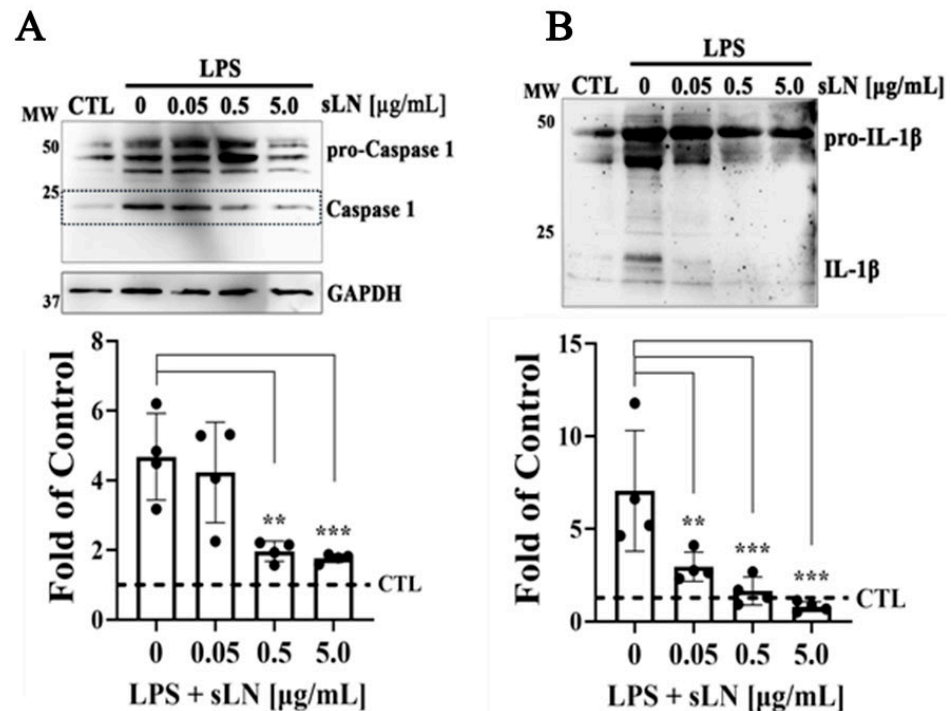 A
LPS
MW CTL 0 0.05 0.5 5.0 sLN [µg/mL]
50
pro-Caspase 1
25
Caspase 1
37
GAPDH
8
6
4
2
0
Fold of Control
** ***
CTL
0 0.05 0.5 5.0
LPS + sLN [µg/mL]
B
LPS
MW CTL 0 0.05 0.5 5.0 sLN [µg/mL]
50
pro-IL-1β
25
IL-1β
15
10
5
0
Fold of Control
** *** ***
CTL
0 0.05 0.5 5.0
LPS + sLN [µg/mL]